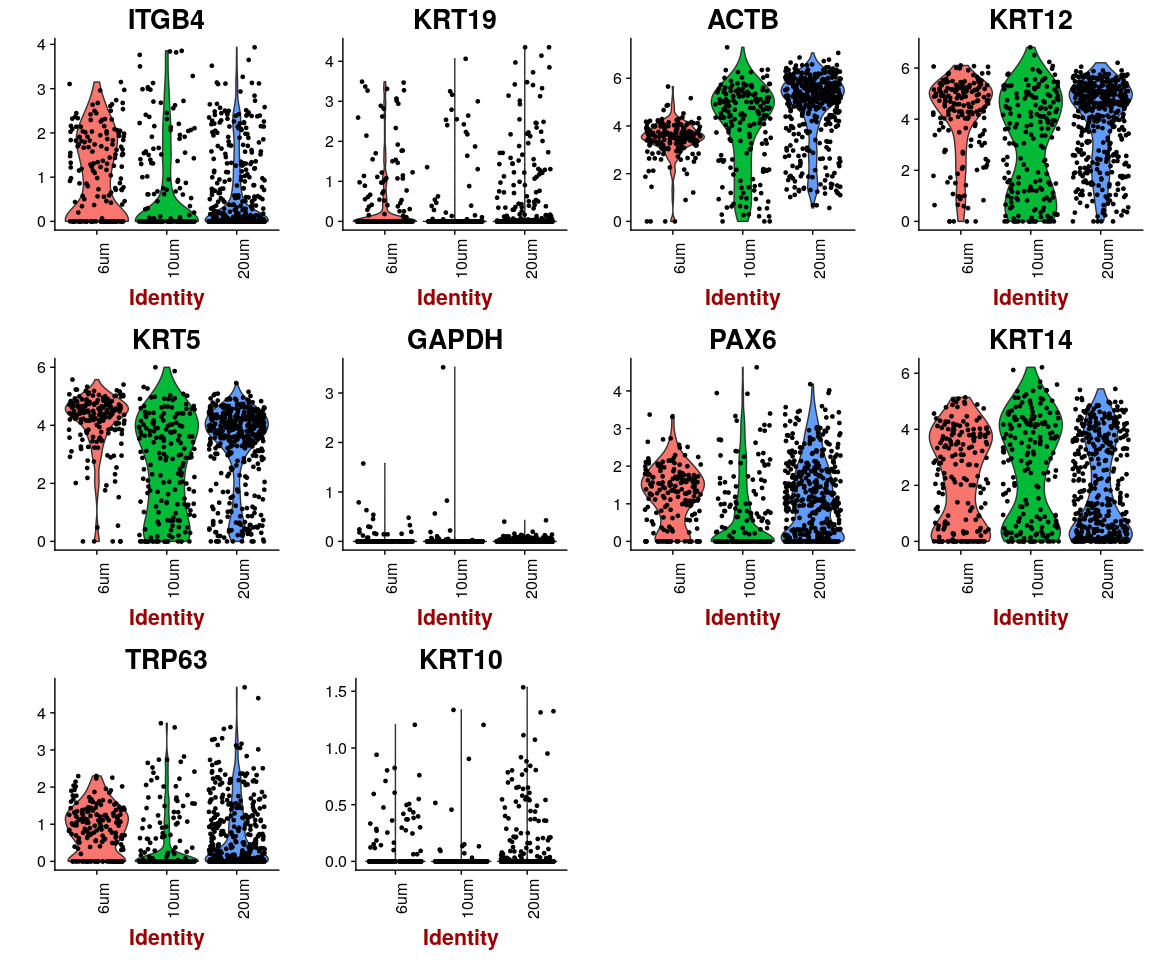 ITGB4 KRT19 ACTB KRT12
4 3 2 1 0
4 3 2 1 0
6 4 2 0
6 4 2 0
6um 10um 20um 6um 10um 20um 6um 10um 20um 6um 10um 20um
Identity Identity Identity Identity
KRT5 GAPDH PAX6 KRT14
6 4 2 0
3 2 1 0
4 3 2 1 0
6 4 2 0
6um 10um 20um 6um 10um 20um 6um 10um 20um 6um 10um 20um
Identity Identity Identity Identity
TRP63 KRT10
4 3 2 1 0
1.5 1.0 0.5 0.0
6um 10um 20um 6um 10um 20um
Identity Identity